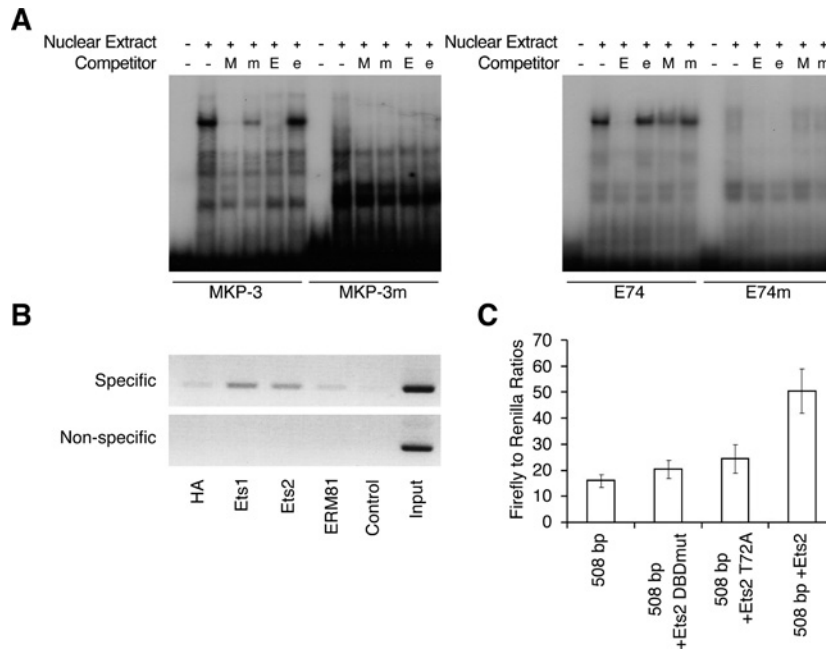 A
Nuclear Extract - + + + + + - + + + + +
Competitor - - M m E e - - M m E e
MKP-3 MKP-3m
Nuclear Extract - + + + + + - + + + + +
Competitor - - E e M m - - E e M m
E74 E74m
B
Specific
Non-specific
HA
Ets1
Ets2
ERM81
Control
Input
C
Firefly to Renilla Ratios
70
60
50
40
30
20
10
0
508 bp
508 bp
+Ets2 DBDmut
508 bp
+Ets2 T72A
508 bp +Ets2